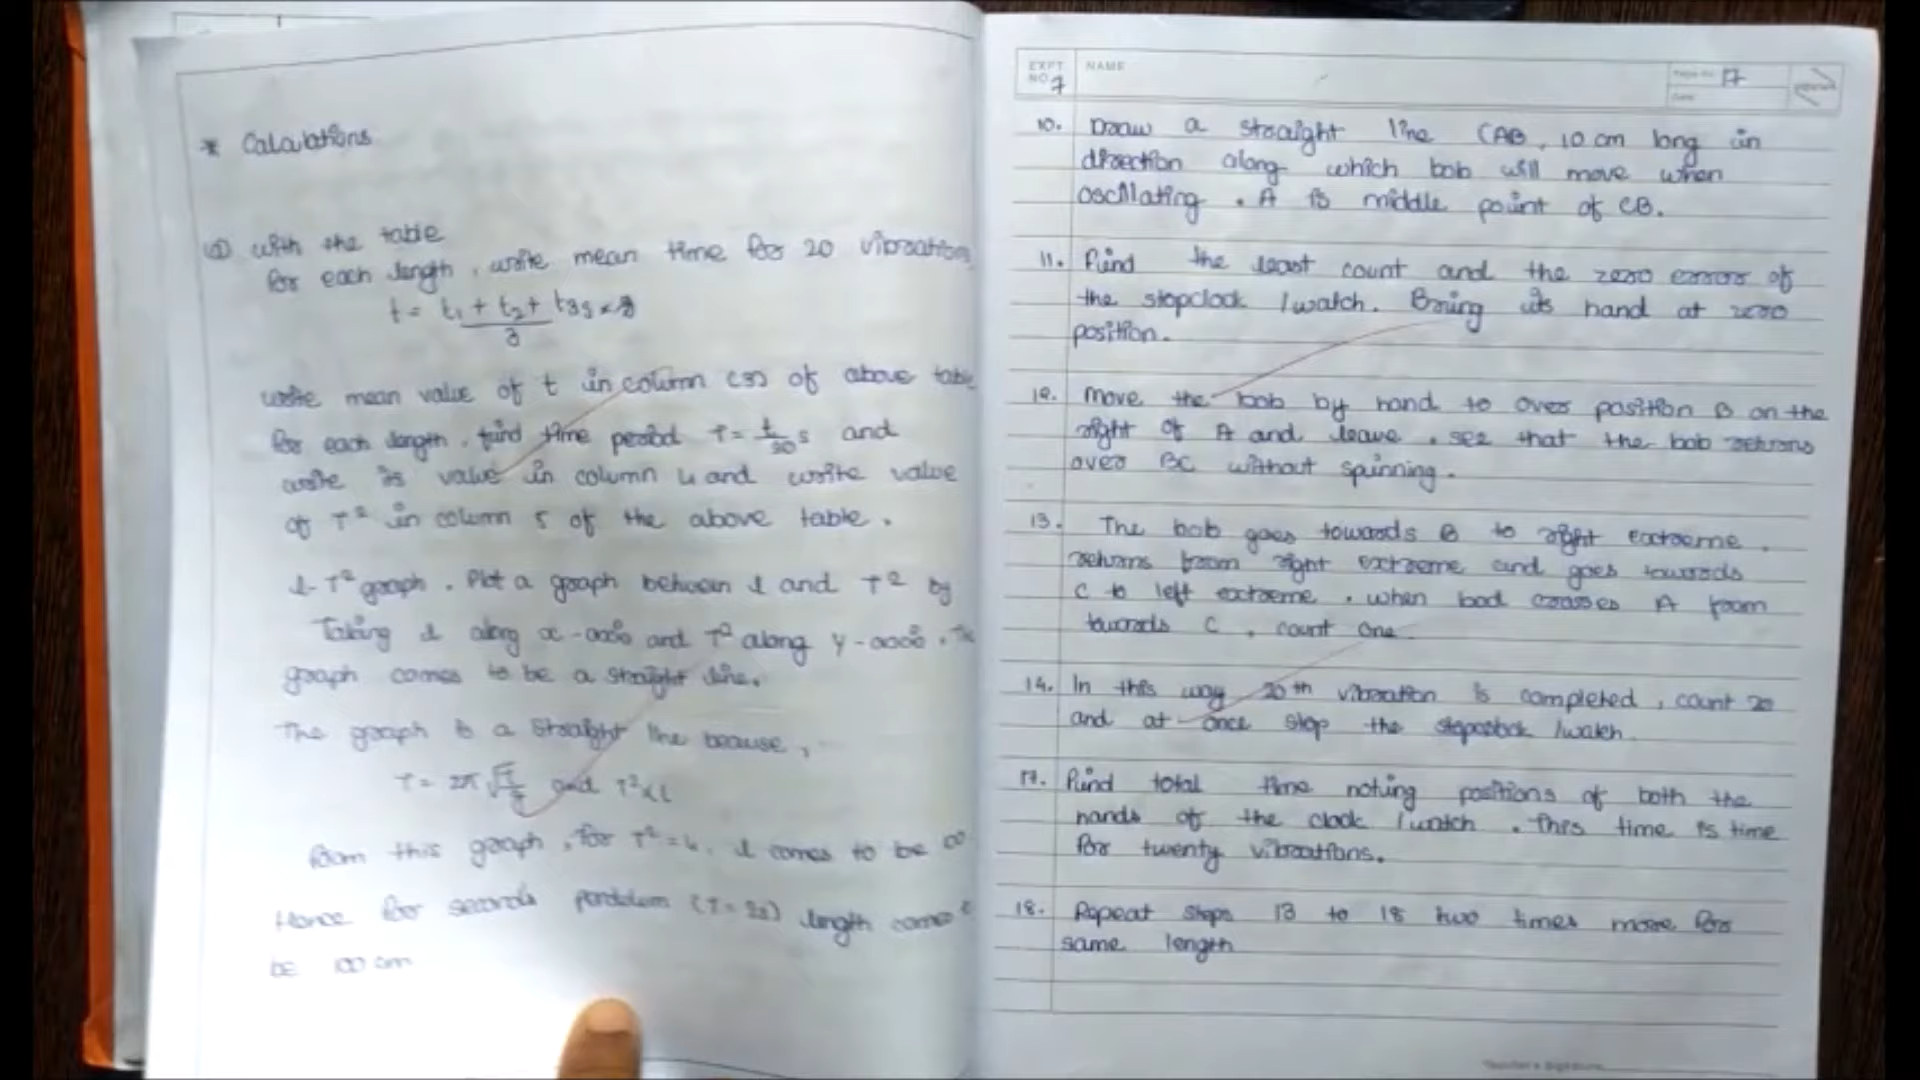 * Calculations
① With the table
for each length, write mean time for 20 vibrations
t = t₁ + t₂ + t₃
3
write mean value of t in column (3) of above table
for each length, find time period T = t/20 s and
write is value in column 4 and write value
of T² in column 5 of the above table.
l-T² graph. Plot a graph between l and T² by
Taking l along x-axis and T² along y-axis. The
graph comes to be a straight line.
The graph is a straight line because,
T = 2π √ and T² ∝ l
from this graph, for T² = 4, l comes to be 100
Hence for second's pendulum (T = 2s) length comes
be 100 cm
EXPT NO. 7
NAME
Page No. 17
Date
10. Draw a straight line CAB, 10 cm long in
direction along which bob will move when
oscillating. A is middle point of CB.
11. Find the least count and the zero error of
the stopclock / watch. Bring its hand at zero
position.
12. Move the bob by hand to over position B on the
right of A and leave. see that the bob returns
over BC without spinning.
13. The bob goes towards B to right extreme,
returns from right extreme and goes towards
C to left extreme. when bod crosses A from
towards C, count one.
14. In this way 20th vibration is completed, count 20
and at once stop the stopclock /watch.
17. Find total time noting positions of both the
hands of the clock / watch. This time is time
for twenty vibrations.
18. Repeat steps 13 to 18 two times more for
same length
Teacher's Signature